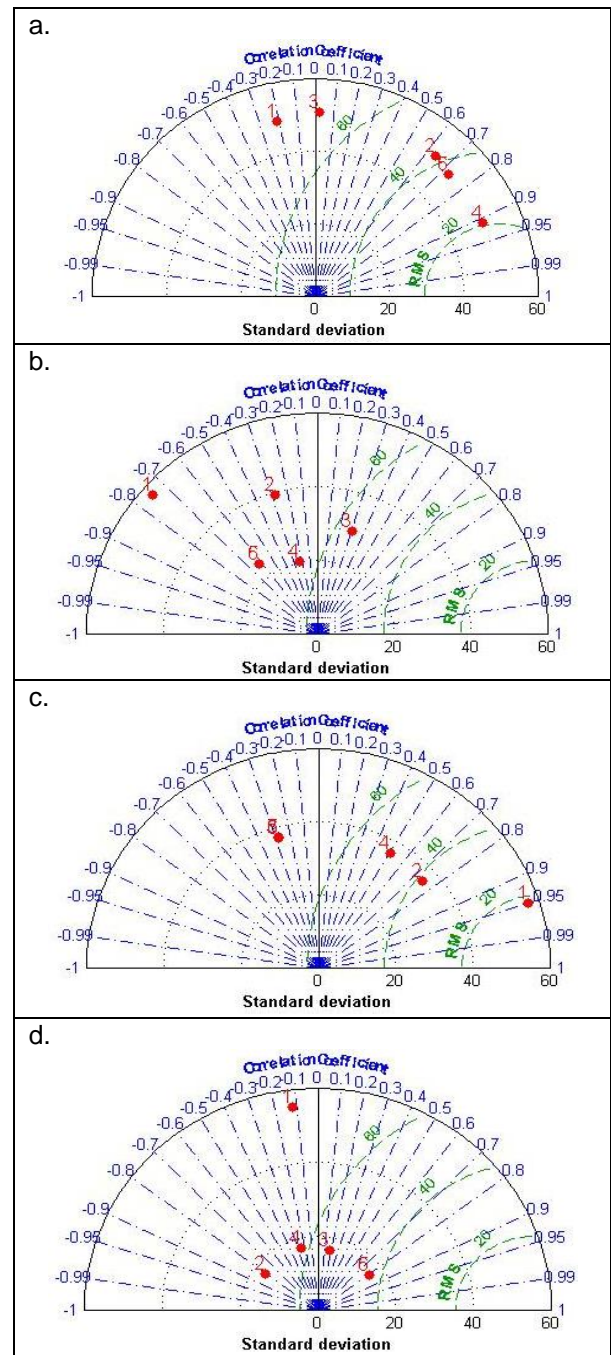 a.
Correlation Coefficient
-1 -0.99 -0.95 -0.9 -0.8 -0.7 -0.6 -0.5 -0.4 -0.3 -0.2 -0.1 0 0.1 0.2 0.3 0.4 0.5 0.6 0.7 0.8 0.9 0.95 0.99 1
1 3 2 6 4
60 40 20
RMS
0 20 40 60
Standard deviation
b.
Correlation Coefficient
-1 -0.99 -0.95 -0.9 -0.8 -0.7 -0.6 -0.5 -0.4 -0.3 -0.2 -0.1 0 0.1 0.2 0.3 0.4 0.5 0.6 0.7 0.8 0.9 0.95 0.99 1
1 2 3 6 4
60 40 20
RMS
0 20 40 60
Standard deviation
c.
Correlation Coefficient
-1 -0.99 -0.95 -0.9 -0.8 -0.7 -0.6 -0.5 -0.4 -0.3 -0.2 -0.1 0 0.1 0.2 0.3 0.4 0.5 0.6 0.7 0.8 0.9 0.95 0.99 1
4 2 1
60 40 20
RMS
0 20 40 60
Standard deviation
d.
Correlation Coefficient
-1 -0.99 -0.95 -0.9 -0.8 -0.7 -0.6 -0.5 -0.4 -0.3 -0.2 -0.1 0 0.1 0.2 0.3 0.4 0.5 0.6 0.7 0.8 0.9 0.95 0.99 1
1 4 3 2 6
60 40 20
RMS
0 20 40 60
Standard deviation